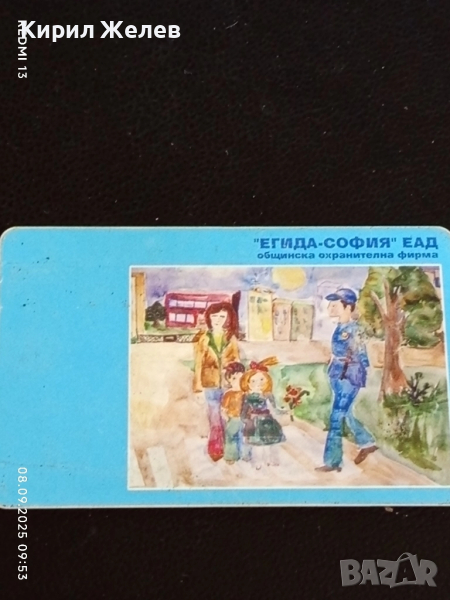 Кирил Желев
REDMI 13
"ЕГИДА-СОФИЯ" ЕАД
общинска охранителна фирма
08.09.2025 09:53
BAZAR